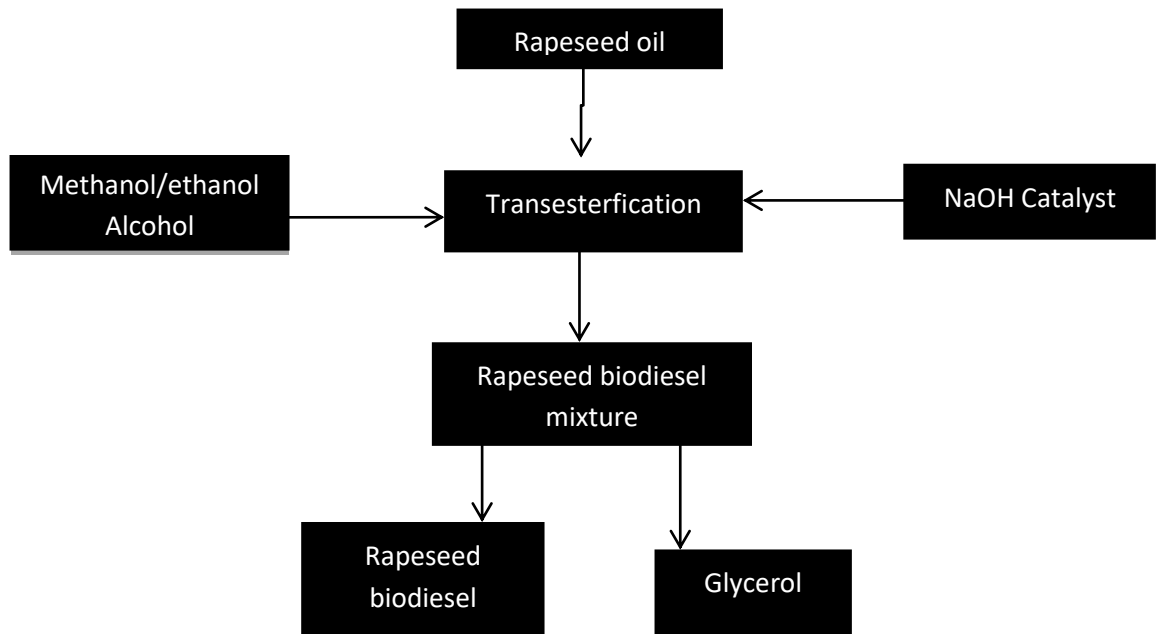 Rapeseed oil
Methanol/ethanol
Alcohol
Transesterfication
NaOH Catalyst
Rapeseed biodiesel
mixture
Rapeseed
biodiesel
Glycerol